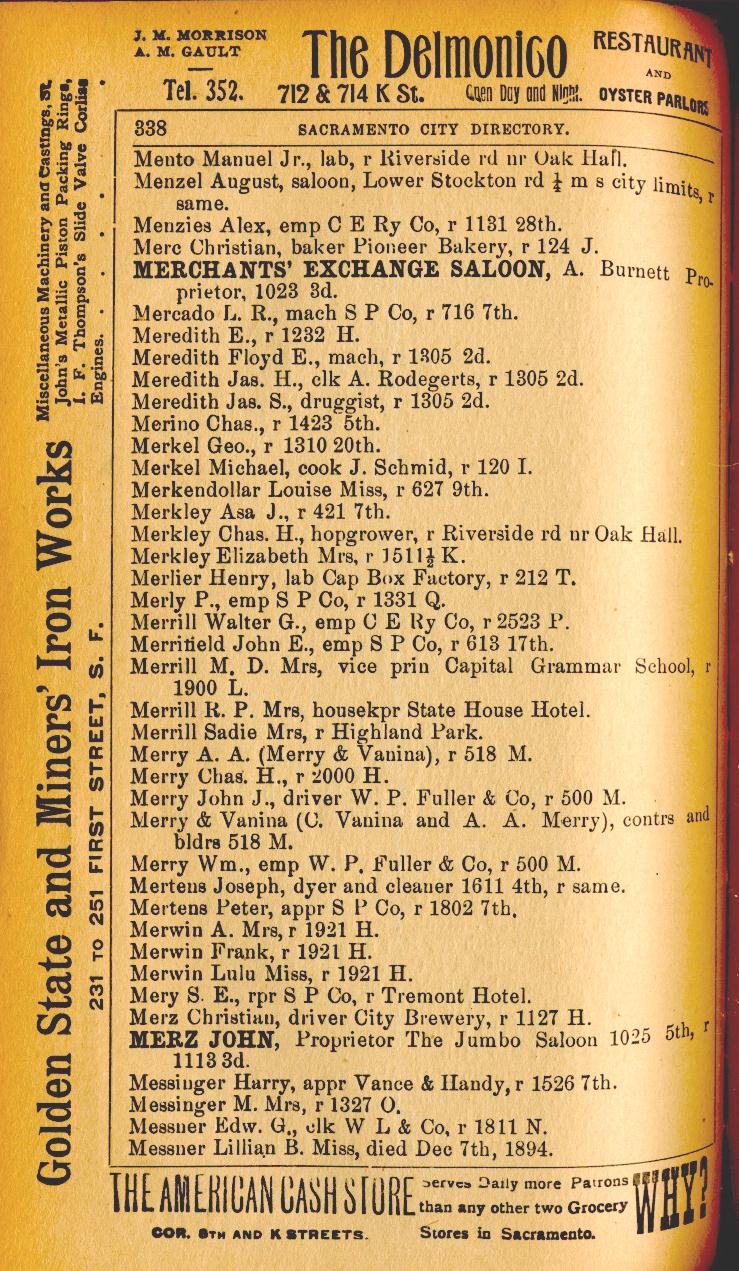 J. M. MORRISON
A. M. GAULT
Tel. 352.
The Delmonico
712 & 714 K St. Open Day and Night.
RESTAURANT
AND
OYSTER PARLORS
338 SACRAMENTO CITY DIRECTORY.
Mento Manuel Jr., lab, r Riverside rd nr Oak Hall.
Menzel August, saloon, Lower Stockton rd ½ m s city limits, r
same.
Menzies Alex, emp C E Ry Co, r 1131 28th.
Merc Christian, baker Pioneer Bakery, r 124 J.
MERCHANTS' EXCHANGE SALOON, A. Burnett Pro-
prietor, 1023 3d.
Mercado L. R., mach S P Co, r 716 7th.
Meredith E., r 1232 H.
Meredith Floyd E., mach, r 1305 2d.
Meredith Jas. H., clk A. Rodegerts, r 1305 2d.
Meredith Jas. S., druggist, r 1305 2d.
Merino Chas., r 1423 5th.
Merkel Geo., r 1310 20th.
Merkel Michael, cook J. Schmid, r 120 I.
Merkendollar Louise Miss, r 627 9th.
Merkley Asa J., r 421 7th.
Merkley Chas. H., hopgrower, r Riverside rd nr Oak Hall.
Merkley Elizabeth Mrs, r 1511½ K.
Merlier Henry, lab Cap Box Factory, r 212 T.
Merly P., emp S P Co, r 1331 Q.
Merrill Walter G., emp C E Ry Co, r 2523 P.
Merritield John E., emp S P Co, r 613 17th.
Merrill M. D. Mrs, vice prin Capital Grammar School, r
1900 L.
Merrill R. P. Mrs, housekpr State House Hotel.
Merrill Sadie Mrs, r Highland Park.
Merry A. A. (Merry & Vanina), r 518 M.
Merry Chas. H., r 2000 H.
Merry John J., driver W. P. Fuller & Co, r 500 M.
Merry & Vanina (C. Vanina and A. A. Merry), contrs and
bldrs 518 M.
Merry Wm., emp W. P. Fuller & Co, r 500 M.
Mertens Joseph, dyer and cleaner 1611 4th, r same.
Mertens Peter, appr S P Co, r 1802 7th.
Merwin A. Mrs, r 1921 H.
Merwin Frank, r 1921 H.
Merwin Lulu Miss, r 1921 H.
Mery S. E., rpr S P Co, r Tremont Hotel.
Merz Christian, driver City Brewery, r 1127 H.
MERZ JOHN, Proprietor The Jumbo Saloon 1025 5th, r
1113 3d.
Messinger Harry, appr Vance & Handy, r 1526 7th.
Messinger M. Mrs, r 1327 O.
Messner Edw. G., clk W L & Co, r 1811 N.
Messner Lillian B. Miss, died Dec 7th, 1894.
Golden State and Miners' Iron Works
231 TO 251 FIRST STREET, S. F.
Miscellaneous Machinery and Castings, St.
John's Metallic Piston Packing Rings,
I. F. Thompson's Slide Valve Corliss
Engines. . . . . .
THE AMERICAN CASH STORE
COR. 8TH AND K STREETS.
Serves Daily more Patrons
than any other two Grocery
Stores in Sacramento.
WHY?